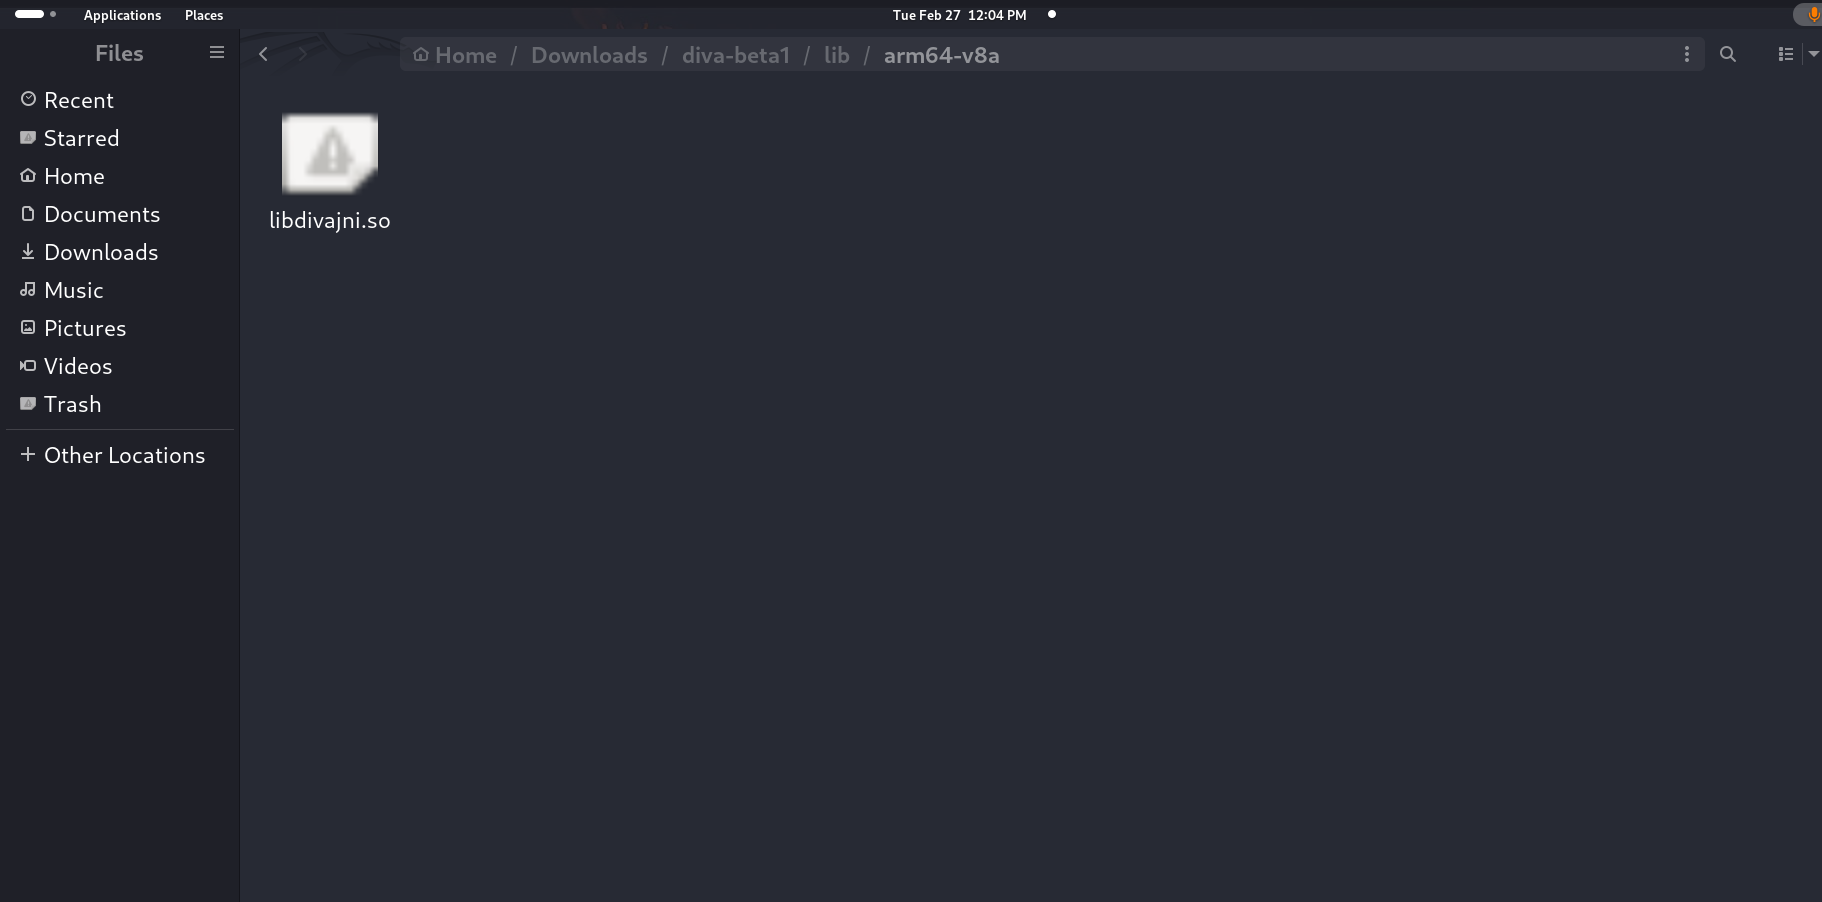 Applications Places Tue Feb 27 12:04 PM
Files
Home / Downloads / diva-beta1 / lib / arm64-v8a
Recent
Starred
Home
Documents
Downloads
Music
Pictures
Videos
Trash
Other Locations
libdivajni.so